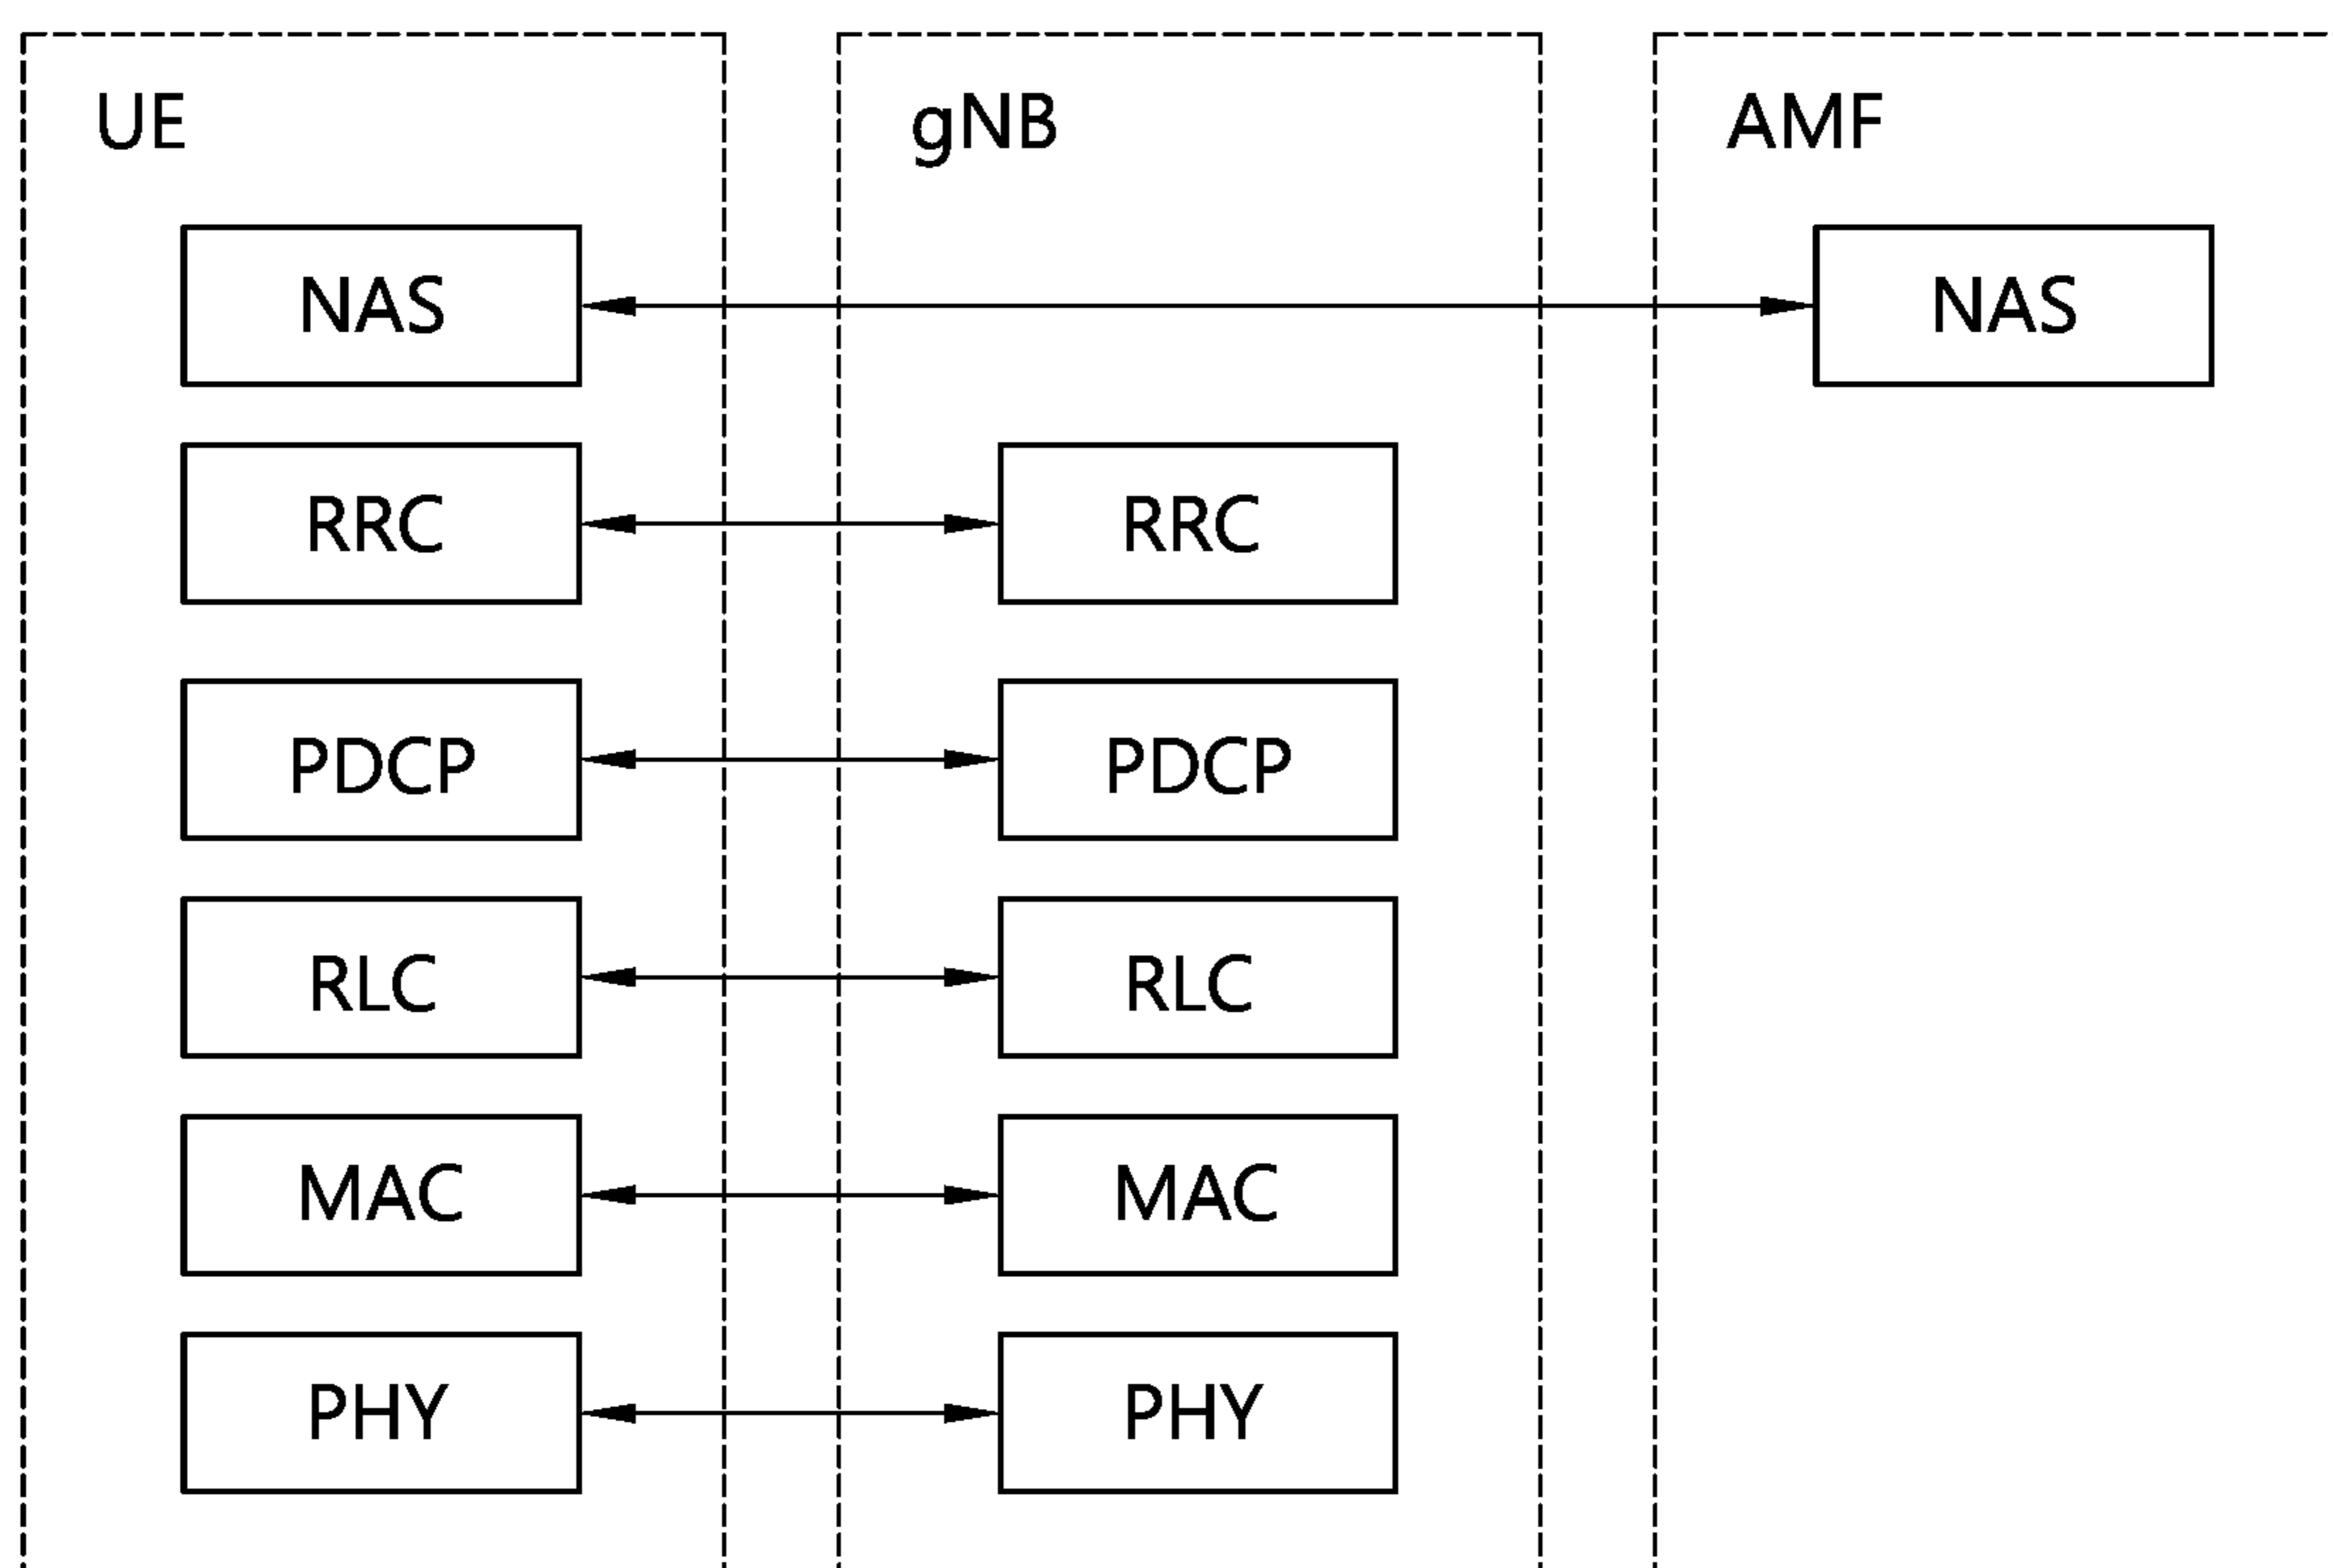 UE
gNB
AMF
NAS
NAS
RRC
RRC
PDCP
PDCP
RLC
RLC
MAC
MAC
PHY
PHY